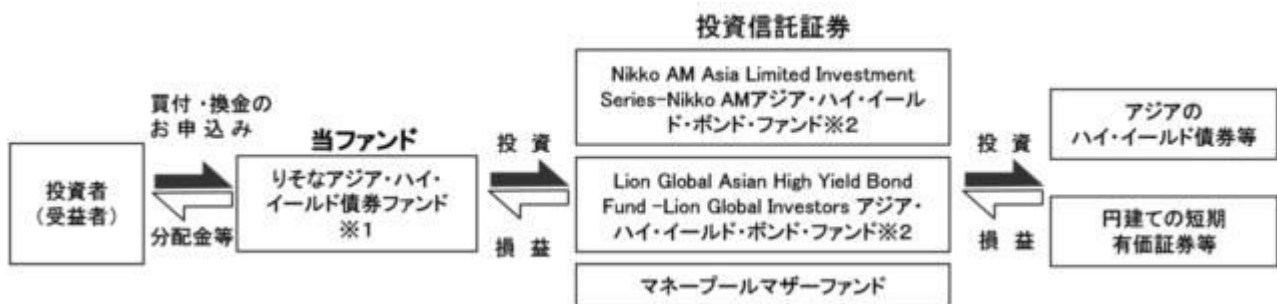 投資信託証券
買付・換金の
お申込み
投資者
（受益者）
分配金等
当ファンド
りそなアジア・ハイ・
イールド債券ファンド
※1
投資
損益
Nikko AM Asia Limited Investment
Series-Nikko AMアジア・ハイ・イール
ド・ボンド・ファンド※2
Lion Global Asian High Yield Bond
Fund -Lion Global Investors アジア・
ハイ・イールド・ボンド・ファンド※2
マネープールマザーファンド
投資
損益
アジアの
ハイ・イールド債券等
円建ての短期
有価証券等